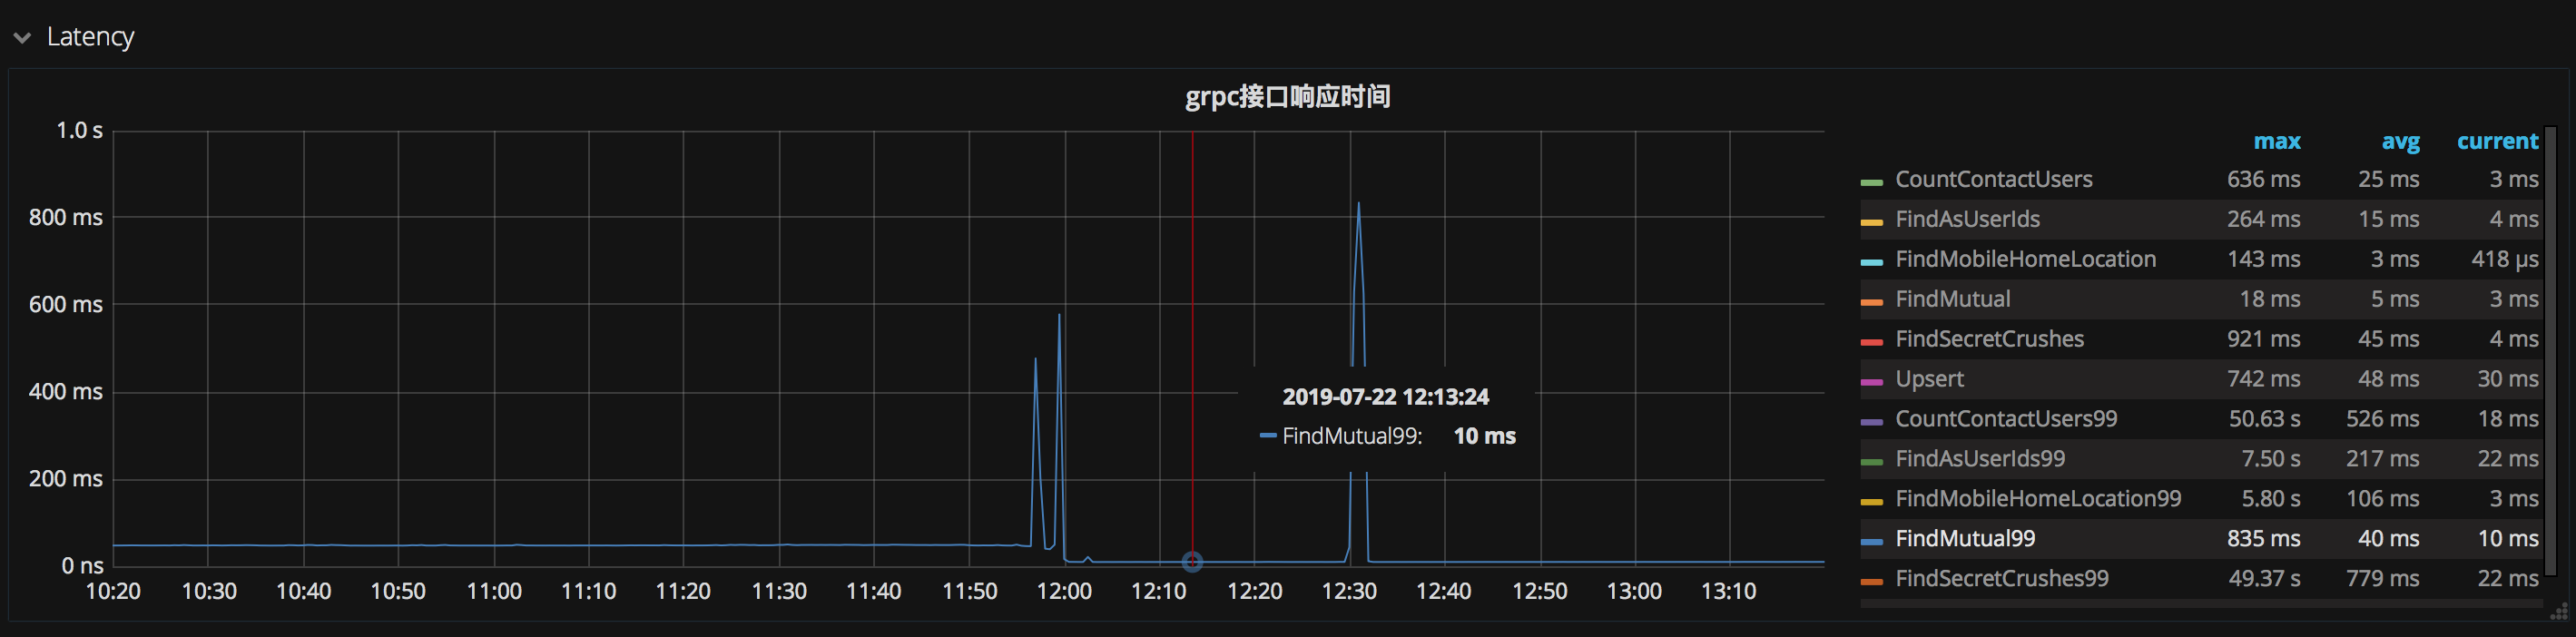 Latency
grpc接口响应时间
1.0 s
800 ms
600 ms
400 ms
200 ms
0 ns
10:20 10:30 10:40 10:50 11:00 11:10 11:20 11:30 11:40 11:50 12:00 12:10 12:20 12:30 12:40 12:50 13:00 13:10
2019-07-22 12:13:24
FindMutual99: 10 ms
max avg current
CountContactUsers 636 ms 25 ms 3 ms
FindAsUserIds 264 ms 15 ms 4 ms
FindMobileHomeLocation 143 ms 3 ms 418 µs
FindMutual 18 ms 5 ms 3 ms
FindSecretCrushes 921 ms 45 ms 4 ms
Upsert 742 ms 48 ms 30 ms
CountContactUsers99 50.63 s 526 ms 18 ms
FindAsUserIds99 7.50 s 217 ms 22 ms
FindMobileHomeLocation99 5.80 s 106 ms 3 ms
FindMutual99 835 ms 40 ms 10 ms
FindSecretCrushes99 49.37 s 779 ms 22 ms